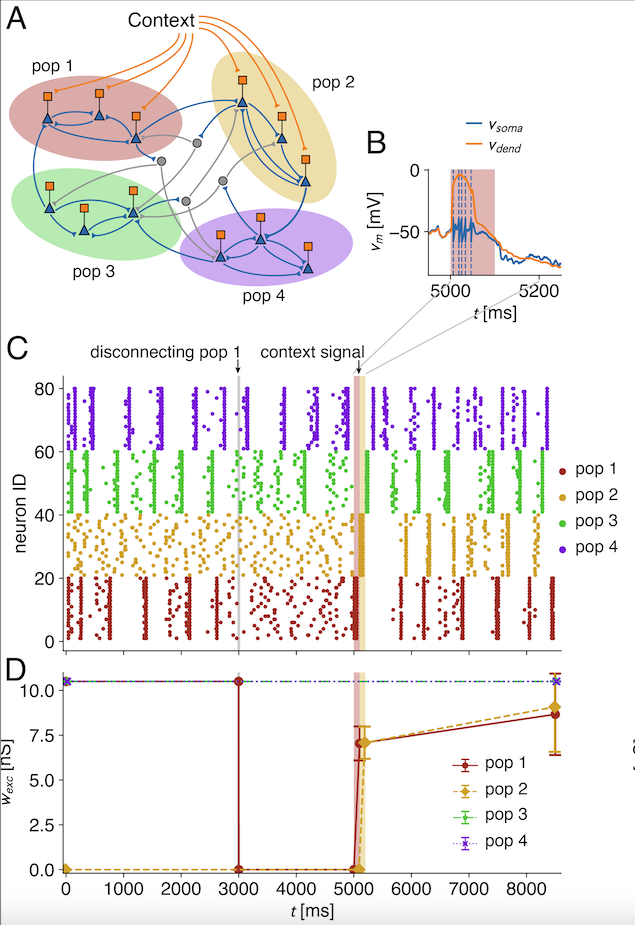 A
Context
pop 1
pop 2
pop 3
pop 4
B
v_soma
v_dend
0
−50
v_m [mV]
5000
5200
t [ms]
C
disconnecting pop 1
context signal
80
60
40
20
0
neuron ID
pop 1
pop 2
pop 3
pop 4
D
10.0
7.5
5.0
2.5
0.0
w_exc [nS]
pop 1
pop 2
pop 3
pop 4
0
1000
2000
3000
4000
5000
6000
7000
8000
t [ms]